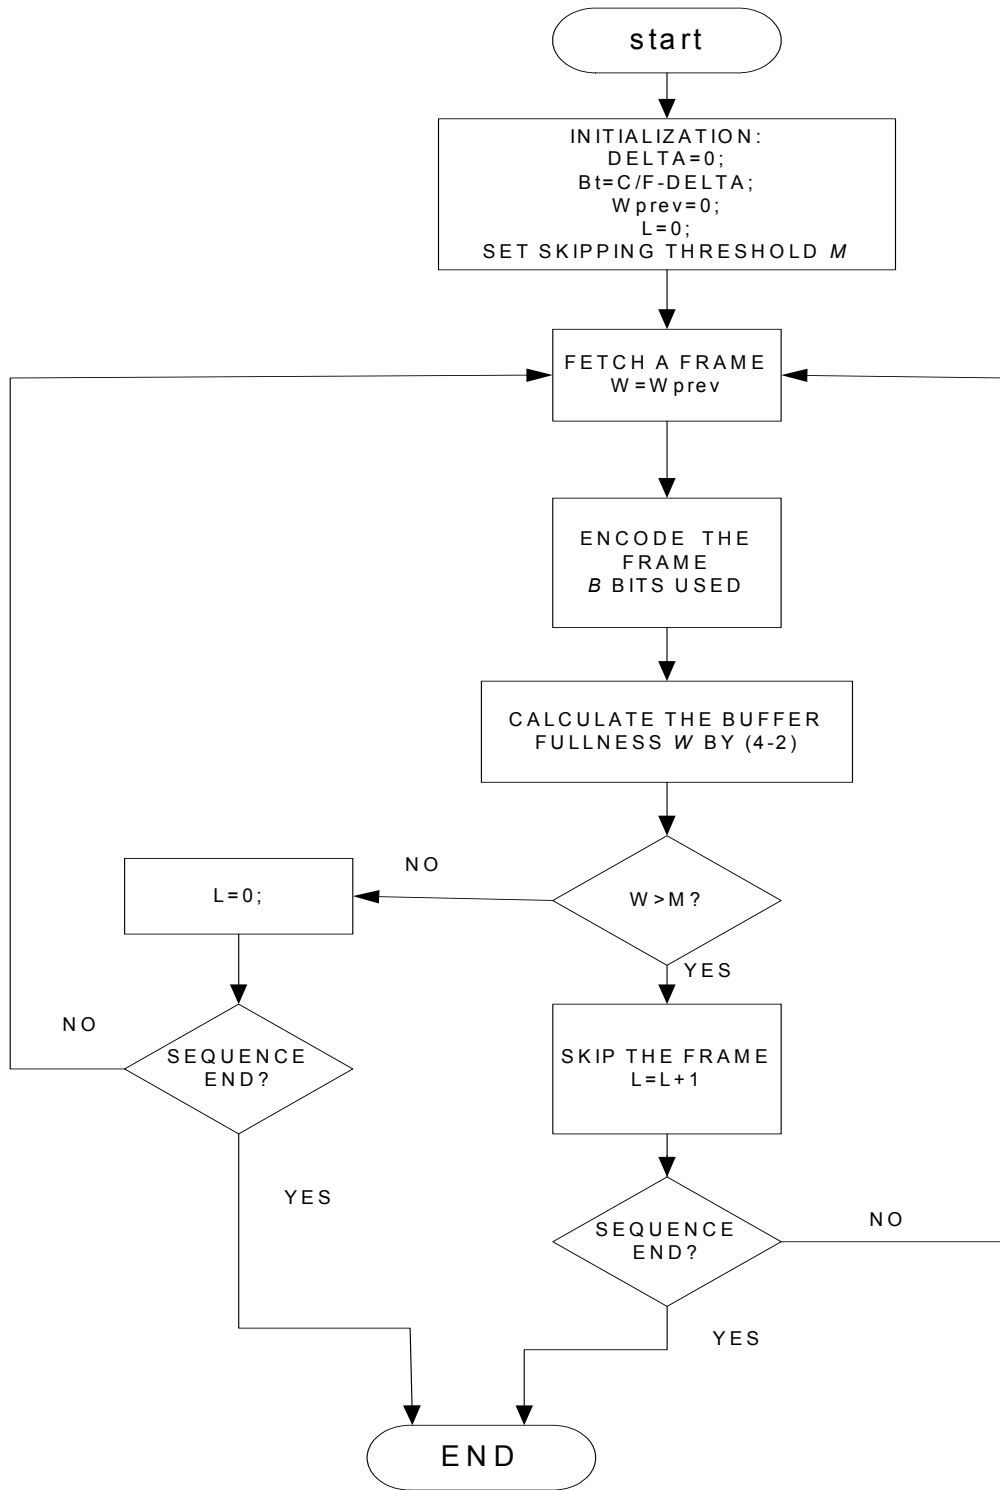 start
INITIALIZATION:
DELTA=0;
Bt=C/F-DELTA;
Wprev=0;
L=0;
SET SKIPPING THRESHOLD M
FETCH A FRAME
W=Wprev
ENCODE THE
FRAME
B BITS USED
CALCULATE THE BUFFER
FULLNESS W BY (4-2)
NO
L=0;
W>M?
YES
NO
SEQUENCE
END?
SKIP THE FRAME
L=L+1
YES
SEQUENCE
END?
NO
YES
END